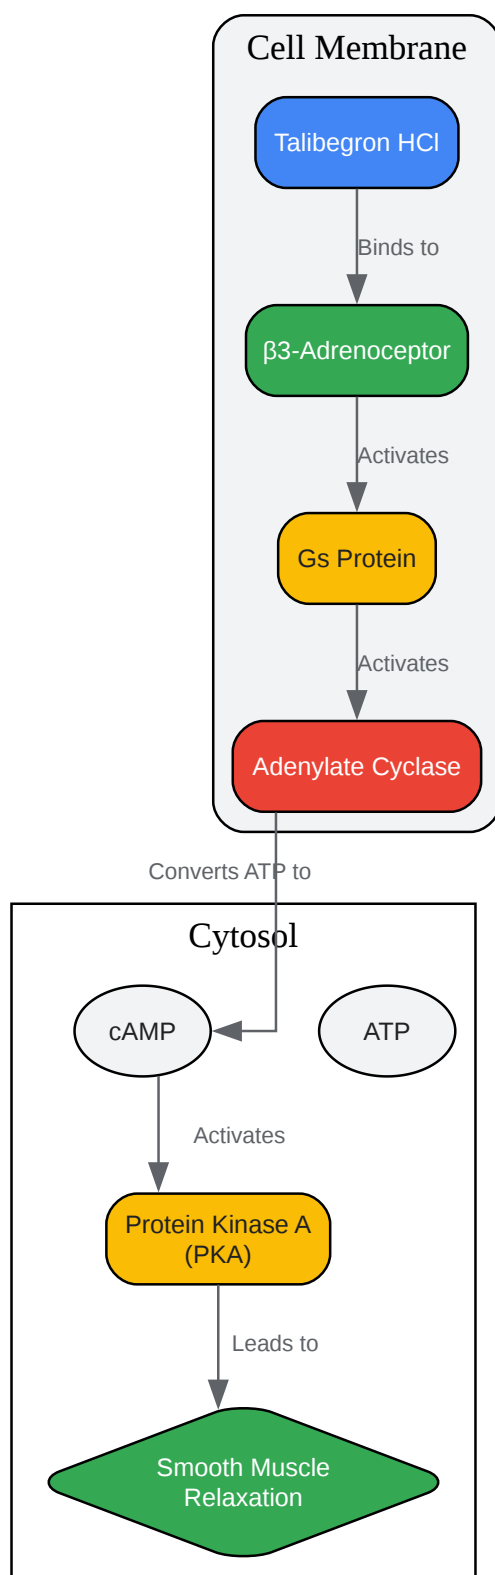 Cell Membrane
Talibegron HCl
Binds to
β3-Adrenoceptor
Activates
Gs Protein
Activates
Adenylate Cyclase
Converts ATP to
Cytosol
cAMP
ATP
Activates
Protein Kinase A
(PKA)
Leads to
Smooth Muscle
Relaxation